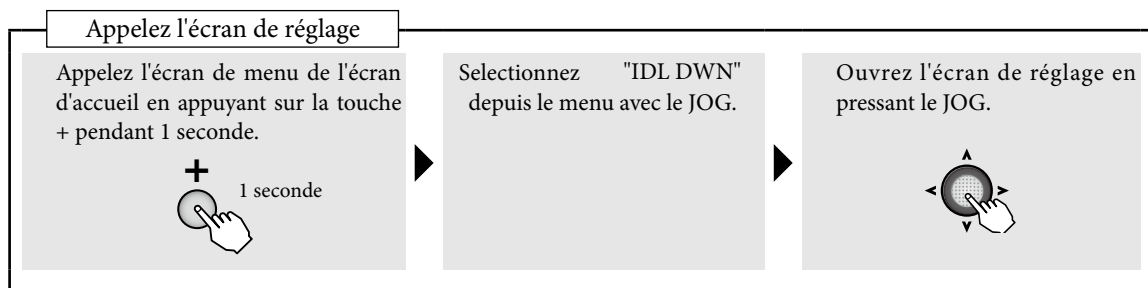 Appelez l'écran de réglage
Appelez l'écran de menu de l'écran
d'accueil en appuyant sur la touche
+ pendant 1 seconde.
+
1 seconde
Selectionnez "IDL DWN"
depuis le menu avec le JOG.
Ouvrez l'écran de réglage en
pressant le JOG.